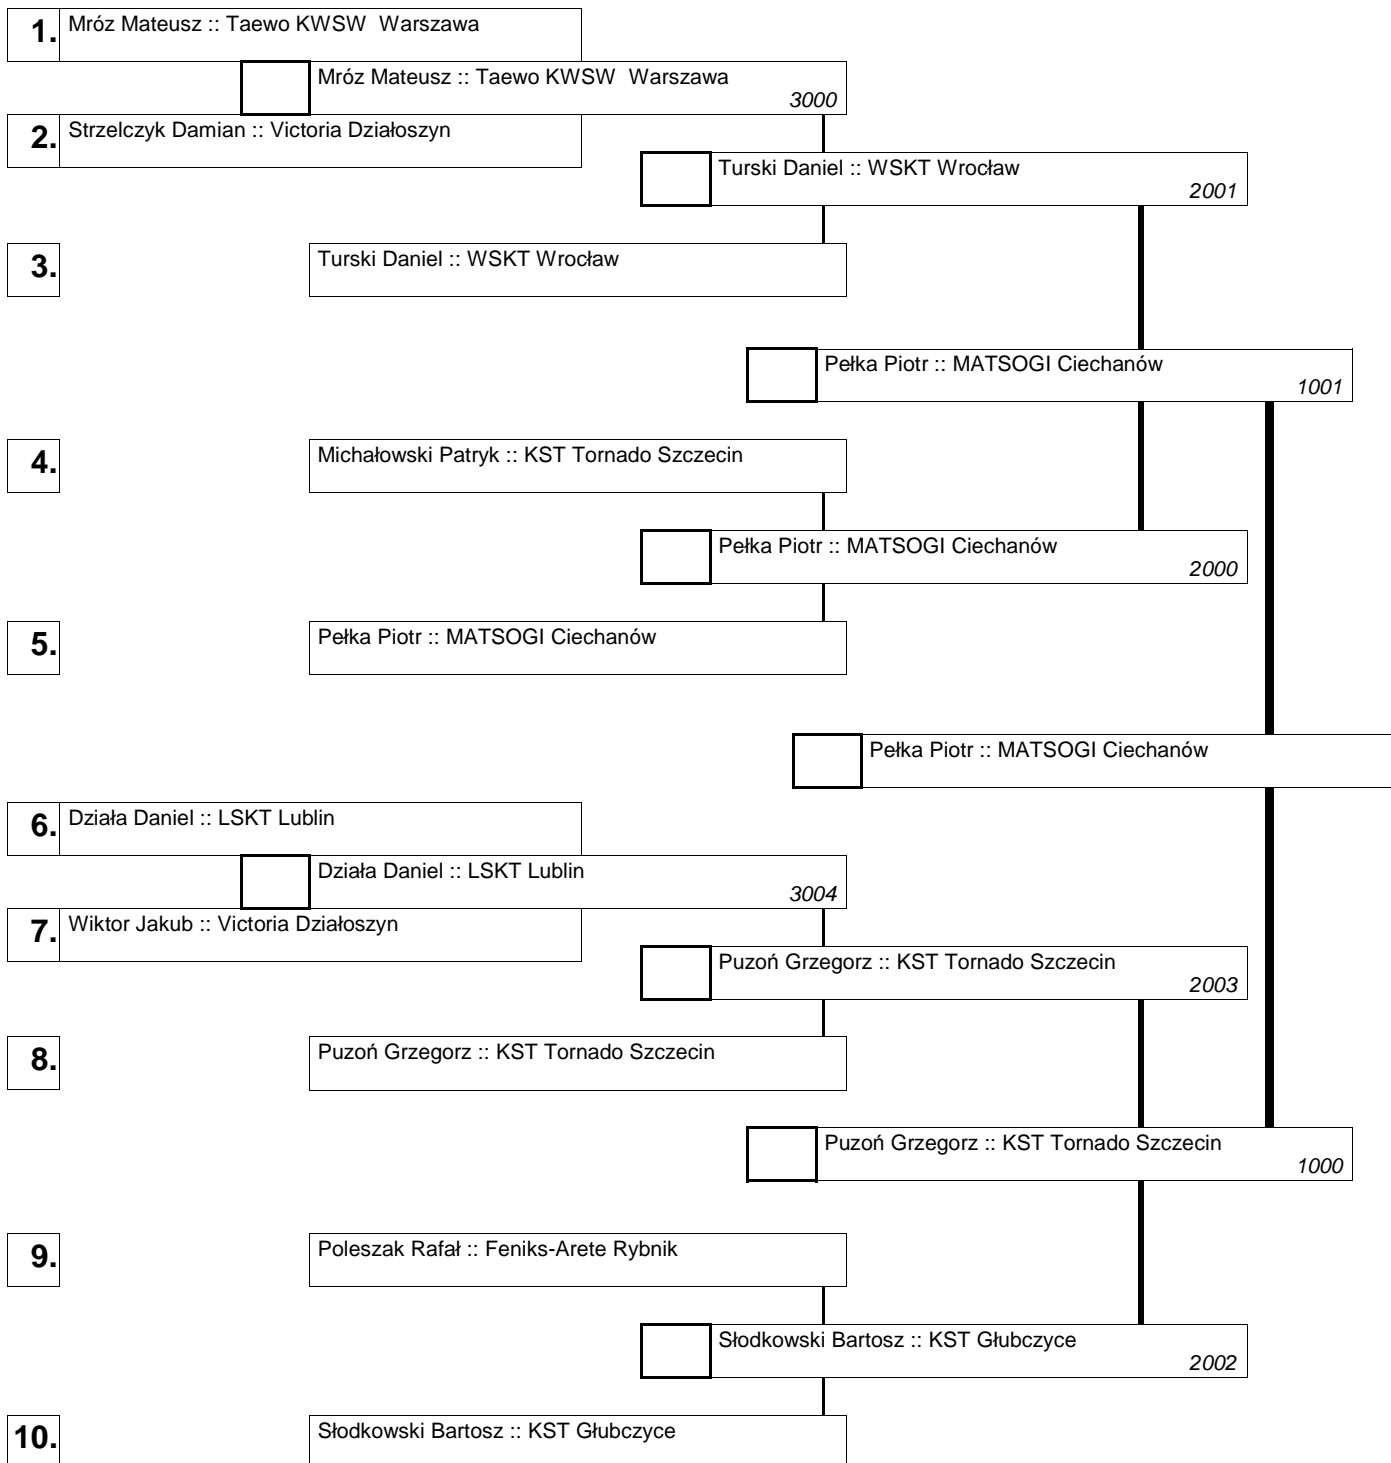 1. Mróz Mateusz :: Taewo KWSW  Warszawa
Mróz Mateusz :: Taewo KWSW  Warszawa
3000
2. Strzelczyk Damian :: Victoria Działoszyn
Turski Daniel :: WSKT Wrocław
2001
3. Turski Daniel :: WSKT Wrocław
Pełka Piotr :: MATSOGI Ciechanów
1001
4. Michałowski Patryk :: KST Tornado Szczecin
Pełka Piotr :: MATSOGI Ciechanów
2000
5. Pełka Piotr :: MATSOGI Ciechanów
Pełka Piotr :: MATSOGI Ciechanów
6. Działa Daniel :: LSKT Lublin
Działa Daniel :: LSKT Lublin
3004
7. Wiktor Jakub :: Victoria Działoszyn
Puzoń Grzegorz :: KST Tornado Szczecin
2003
8. Puzoń Grzegorz :: KST Tornado Szczecin
Puzoń Grzegorz :: KST Tornado Szczecin
1000
9. Poleszak Rafał :: Feniks-Arete Rybnik
Słodkowski Bartosz :: KST Głubczyce
2002
10. Słodkowski Bartosz :: KST Głubczyce